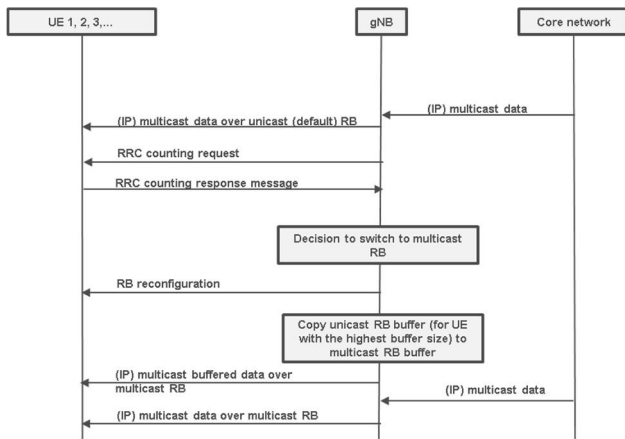 UE 1, 2, 3,...
gNB
Core network
(IP) multicast data
(IP) multicast data over unicast (default) RB
RRC counting request
RRC counting response message
Decision to switch to multicast
RB
RB reconfiguration
Copy unicast RB buffer (for UE
with the highest buffer size) to
multicast RB buffer
(IP) multicast buffered data over
multicast RB
(IP) multicast data
(IP) multicast data over multicast RB